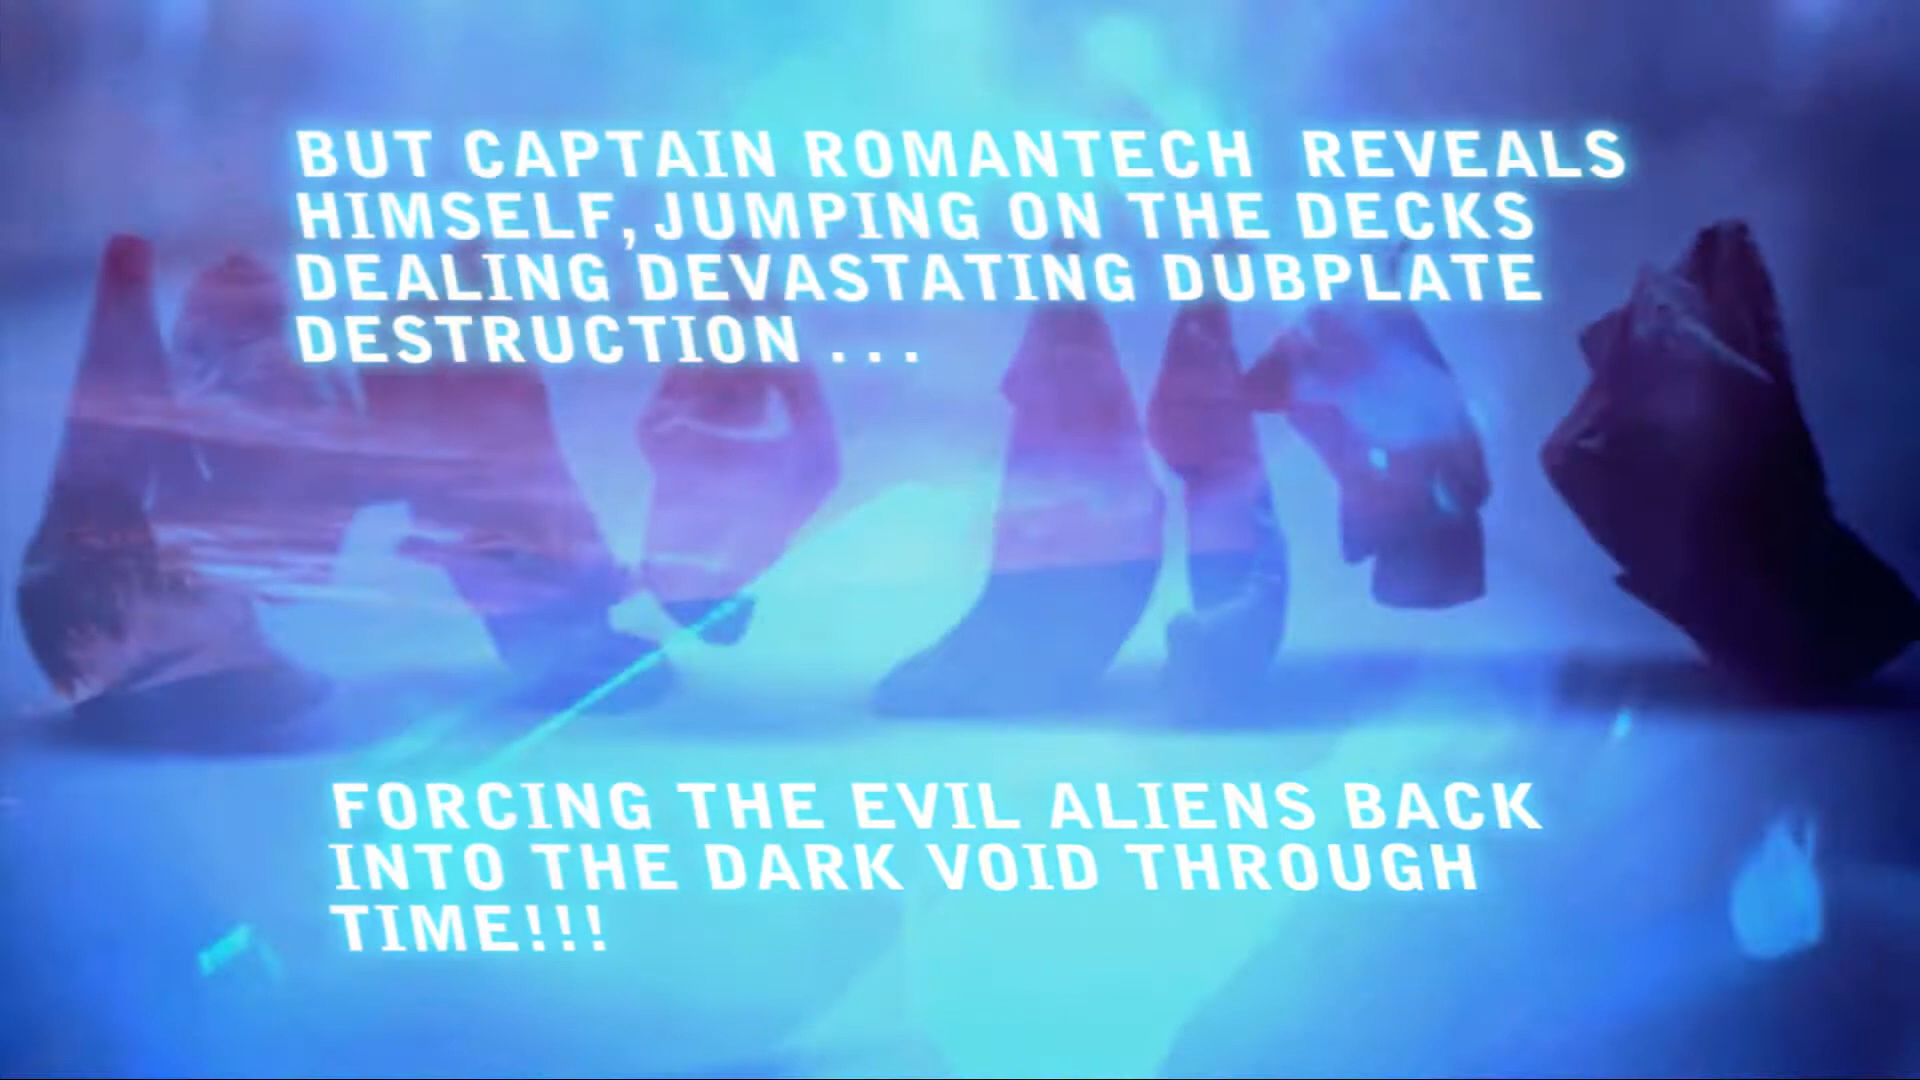 BUT CAPTAIN ROMANTECH  REVEALS
HIMSELF, JUMPING ON THE DECKS
DEALING DEVASTATING DUBPLATE
DESTRUCTION ...
FORCING THE EVIL ALIENS BACK
INTO THE DARK VOID THROUGH
TIME!!!